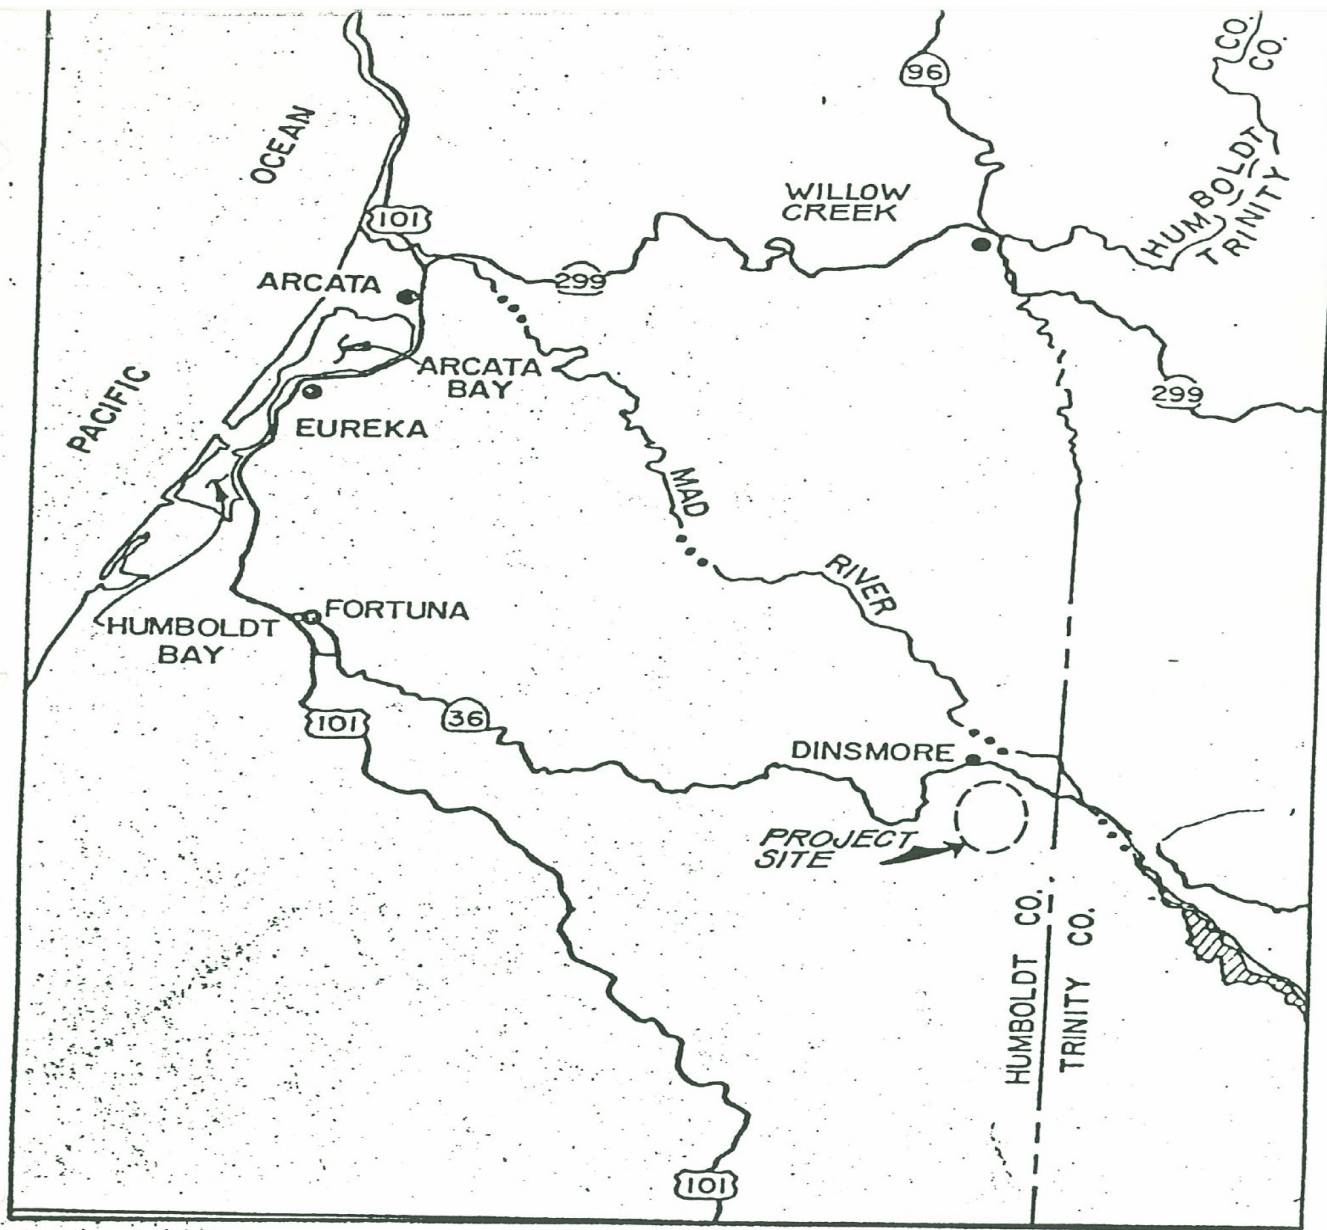 CO.
CO.
HUMBOLDT
TRINITY
96
OCEAN
WILLOW
CREEK
101
299
ARCATA
ARCATA
BAY
299
PACIFIC
EUREKA
MAD
RIVER
FORTUNA
HUMBOLDT
BAY
101
36
DINSMORE
PROJECT
SITE
HUMBOLDT CO.
TRINITY CO.
101